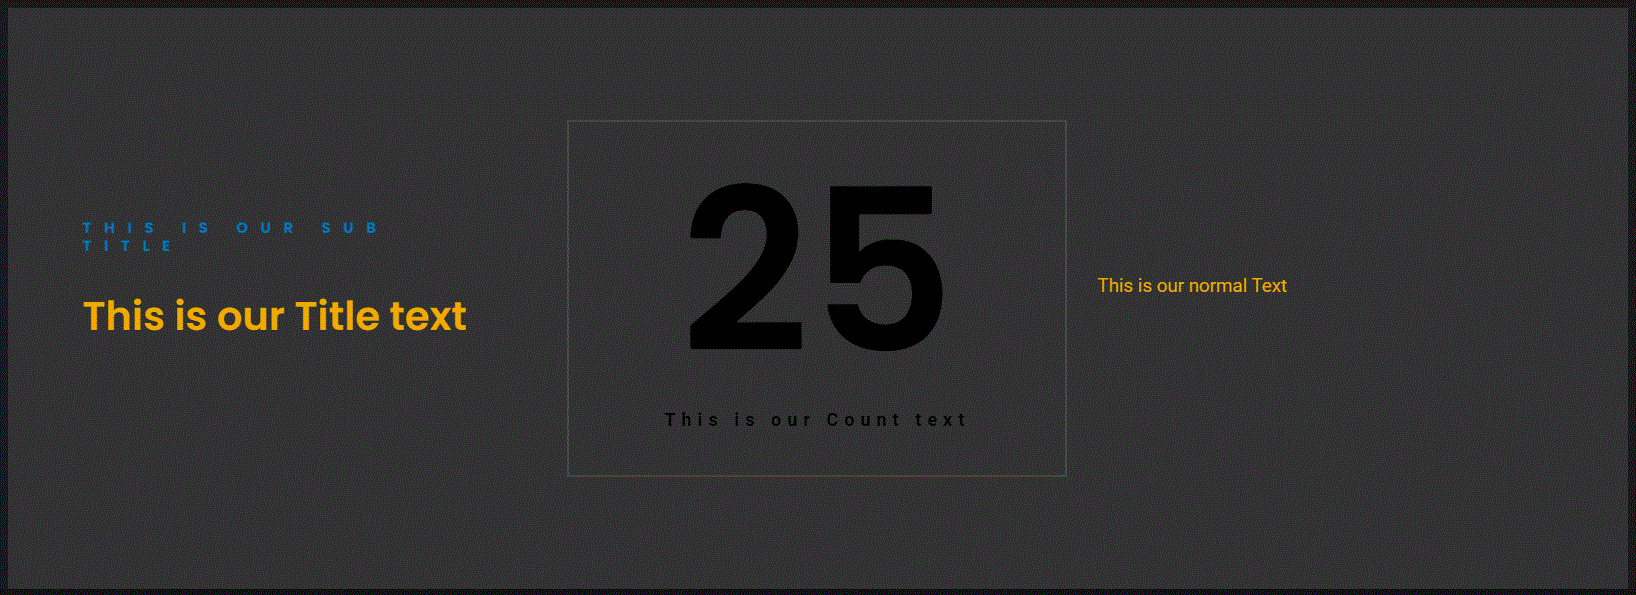 THIS IS OUR SUB
TITLE
This is our Title text
25
This is our Count text
This is our normal Text